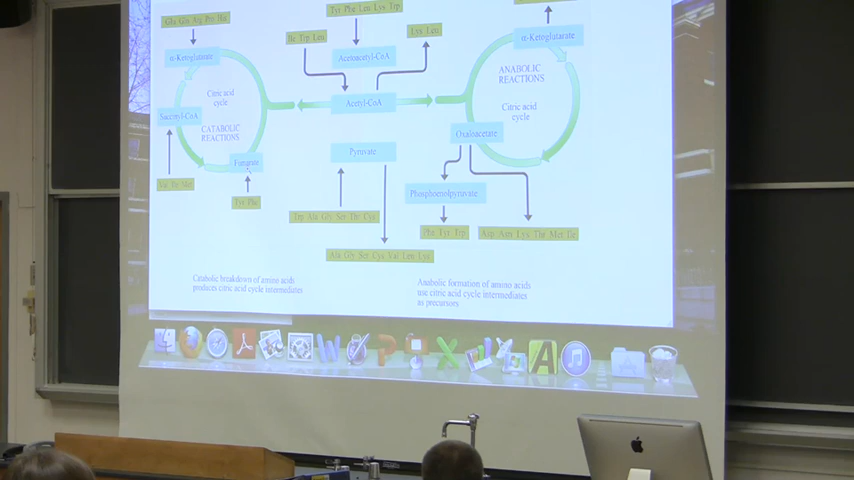 Glu Gln Arg Pro His
α-Ketoglutarate
Citric acid
cycle
Succinyl-CoA
CATABOLIC
REACTIONS
Fumarate
Tyr Phe
Ile Trp Leu
Tyr Phe Leu Lys Trp
Acetoacetyl-CoA
Lys Leu
Acetyl-CoA
Pyruvate
Trp Ala Gly Ser Thr Cys
Ala Gly Ser Cys Val Leu
α-Ketoglutarate
ANABOLIC
REACTIONS
Citric acid
cycle
Oxaloacetate
Phosphoenolpyruvate
Phe Tyr Trp
Asp Asn Lys Thr Met Ile
Catabolic breakdown of amino acids
produces citric acid cycle intermediates
Anabolic formation of amino acids
use citric acid cycle intermediates
as precursors